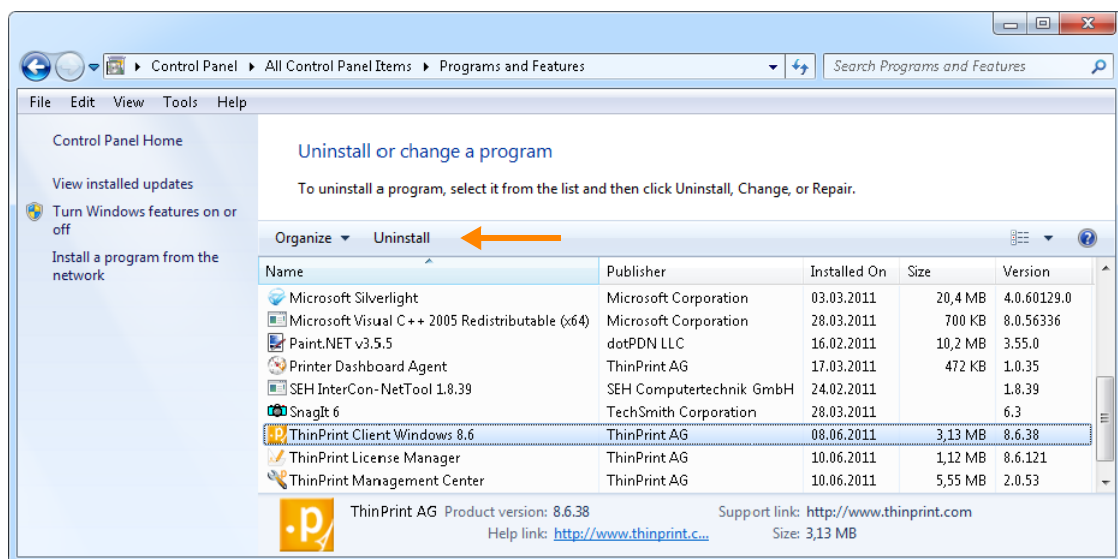 Control Panel ▸ All Control Panel Items ▸ Programs and Features
Search Programs and Features
File Edit View Tools Help
Control Panel Home
View installed updates
Turn Windows features on or
off
Install a program from the
network
Uninstall or change a program
To uninstall a program, select it from the list and then click Uninstall, Change, or Repair.
Organize Uninstall
Name Publisher Installed On Size Version
Microsoft Silverlight Microsoft Corporation 03.03.2011 20,4 MB 4.0.60129.0
Microsoft Visual C++ 2005 Redistributable (x64) Microsoft Corporation 28.03.2011 700 KB 8.0.56336
Paint.NET v3.5.5 dotPDN LLC 16.02.2011 10,2 MB 3.55.0
Printer Dashboard Agent ThinPrint AG 17.03.2011 472 KB 1.0.35
SEH InterCon-NetTool 1.8.39 SEH Computertechnik GmbH 24.02.2011 1.8.39
SnagIt 6 TechSmith Corporation 28.03.2011 6.3
ThinPrint Client Windows 8.6 ThinPrint AG 08.06.2011 3,13 MB 8.6.38
ThinPrint License Manager ThinPrint AG 10.06.2011 1,12 MB 8.6.121
ThinPrint Management Center ThinPrint AG 10.06.2011 5,55 MB 2.0.53
ThinPrint AG Product version: 8.6.38 Support link: http://www.thinprint.com
Help link: http://www.thinprint.c... Size: 3,13 MB
.p